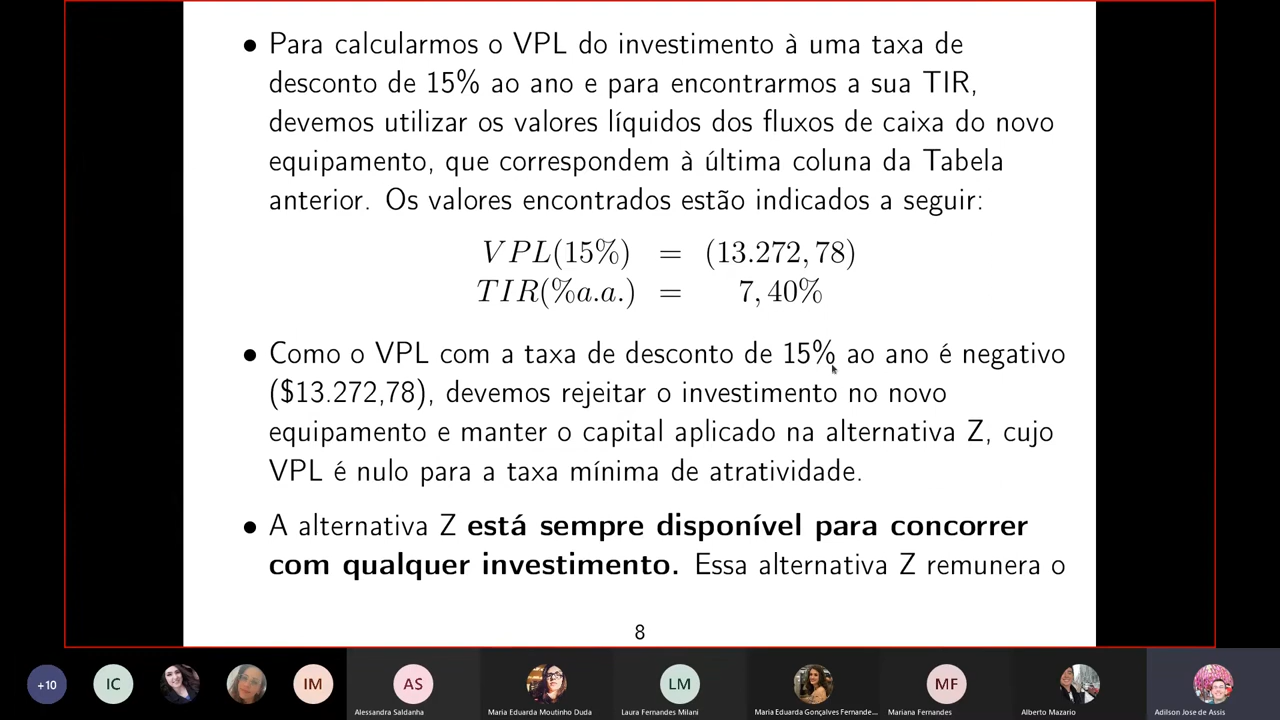 • Para calcularmos o VPL do investimento à uma taxa de
desconto de 15% ao ano e para encontrarmos a sua TIR,
devemos utilizar os valores líquidos dos fluxos de caixa do novo
equipamento, que correspondem à última coluna da Tabela
anterior. Os valores encontrados estão indicados a seguir:
VPL(15%) = (13.272,78)
TIR(%a.a.) = 7,40%
• Como o VPL com a taxa de desconto de 15% ao ano é negativo
($13.272,78), devemos rejeitar o investimento no novo
equipamento e manter o capital aplicado na alternativa Z, cujo
VPL é nulo para a taxa mínima de atratividade.
• A alternativa Z está sempre disponível para concorrer
com qualquer investimento. Essa alternativa Z remunera o
8
+10 IC IM AS LM MF
Alessandra Saldanha Maria Eduarda Moutinho Duda Laura Fernandes Milani Maria Eduarda Gonçalves Fernande... Mariana Fernandes Alberto Mazario Adilson Jose de Assis